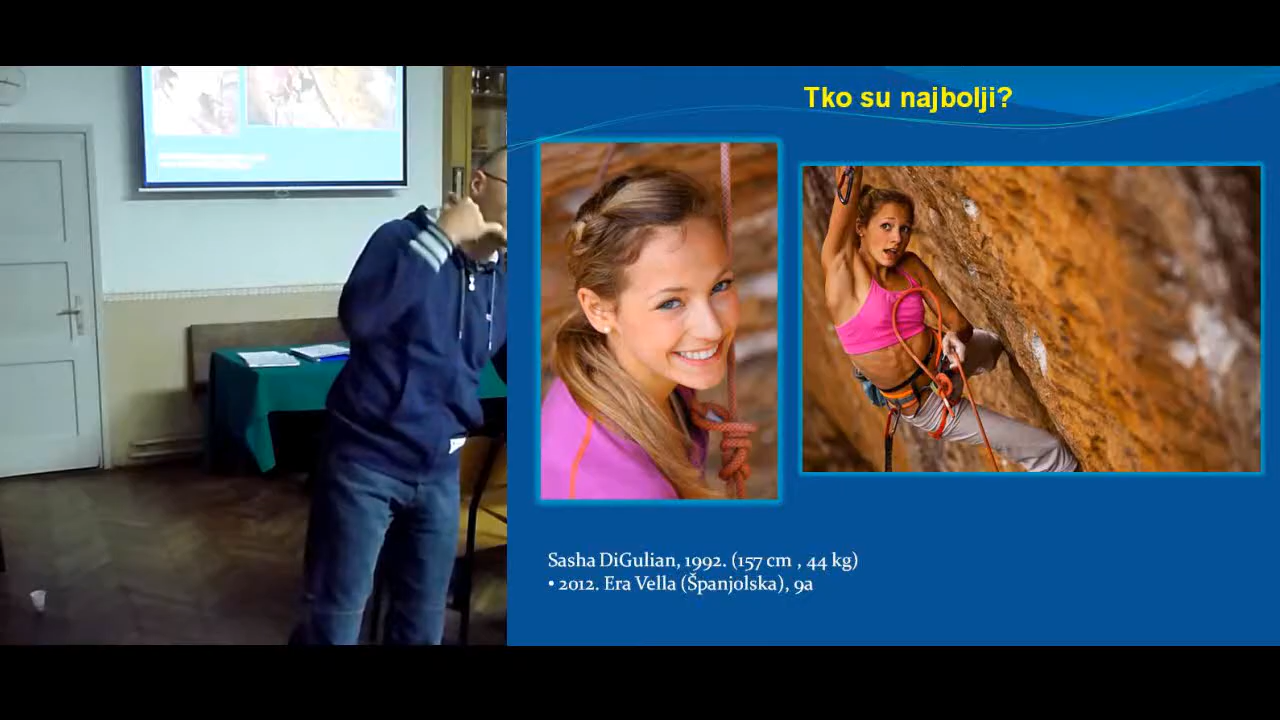 Tko su najbolji?
Sasha DiGulian, 1992. (157 cm , 44 kg)
• 2012. Era Vella (Španjolska), 9a